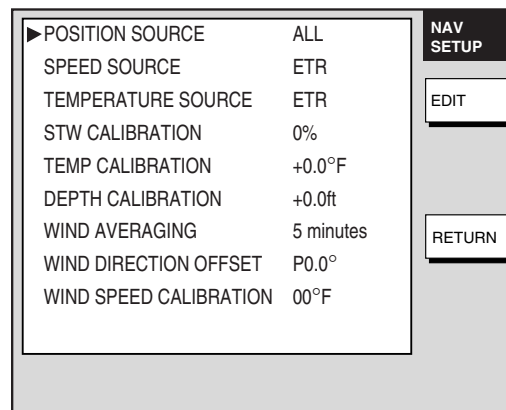 ▶POSITION SOURCE ALL
SPEED SOURCE ETR
TEMPERATURE SOURCE ETR
STW CALIBRATION 0%
TEMP CALIBRATION +0.0°F
DEPTH CALIBRATION +0.0ft
WIND AVERAGING 5 minutes
WIND DIRECTION OFFSET P0.0°
WIND SPEED CALIBRATION 00°F
NAV
SETUP
EDIT
RETURN